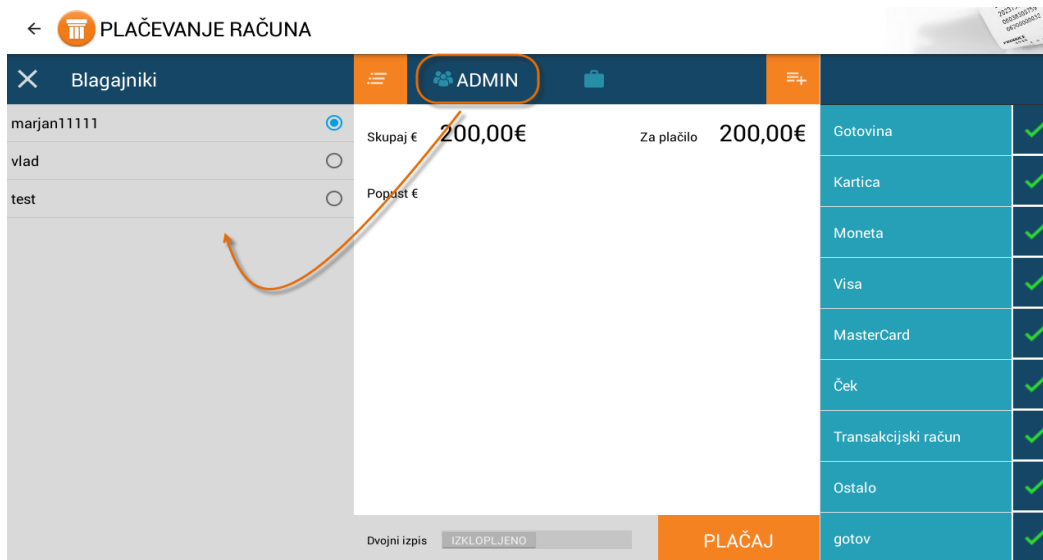 PLAČEVANJE RAČUNA
Blagajniki
ADMIN
marjan11111
vlad
test
Skupaj € 200,00€
Za plačilo 200,00€
Popust €
Gotovina
Kartica
Moneta
Visa
MasterCard
Ček
Transakcijski račun
Ostalo
gotov
Dvojni izpis IZKLOPLJENO
PLAČAJ